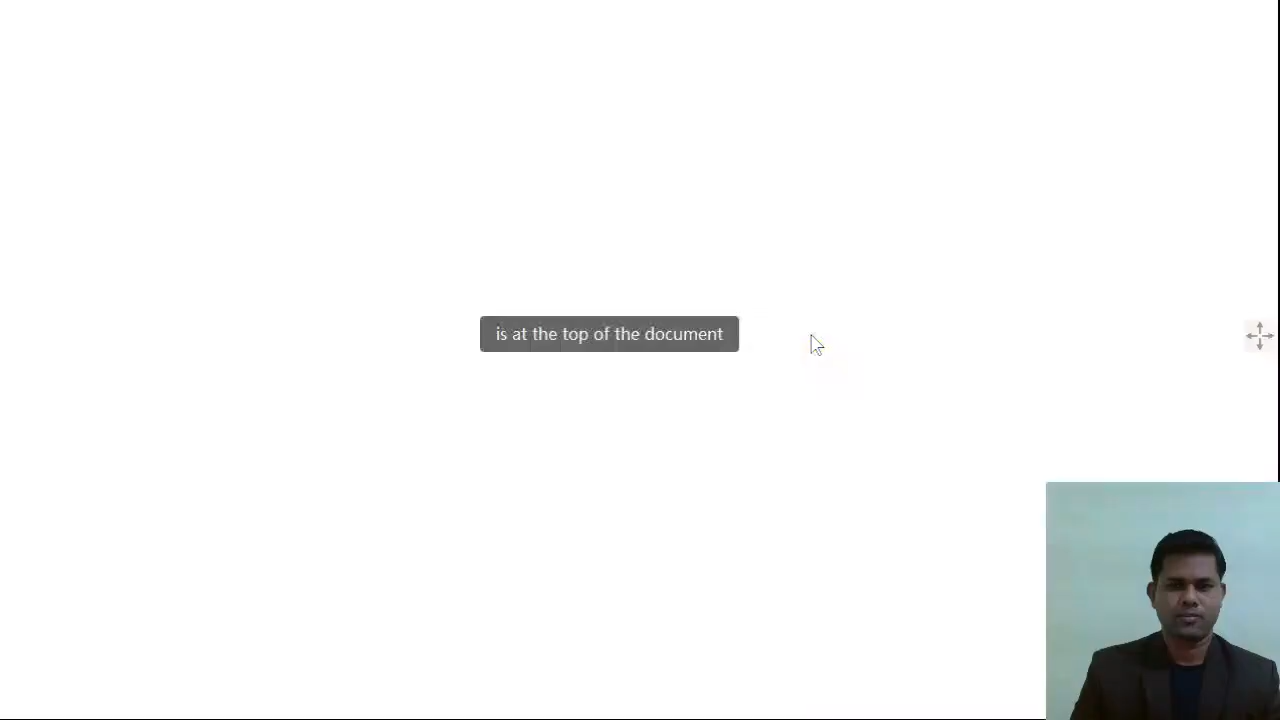 is at the top of the document